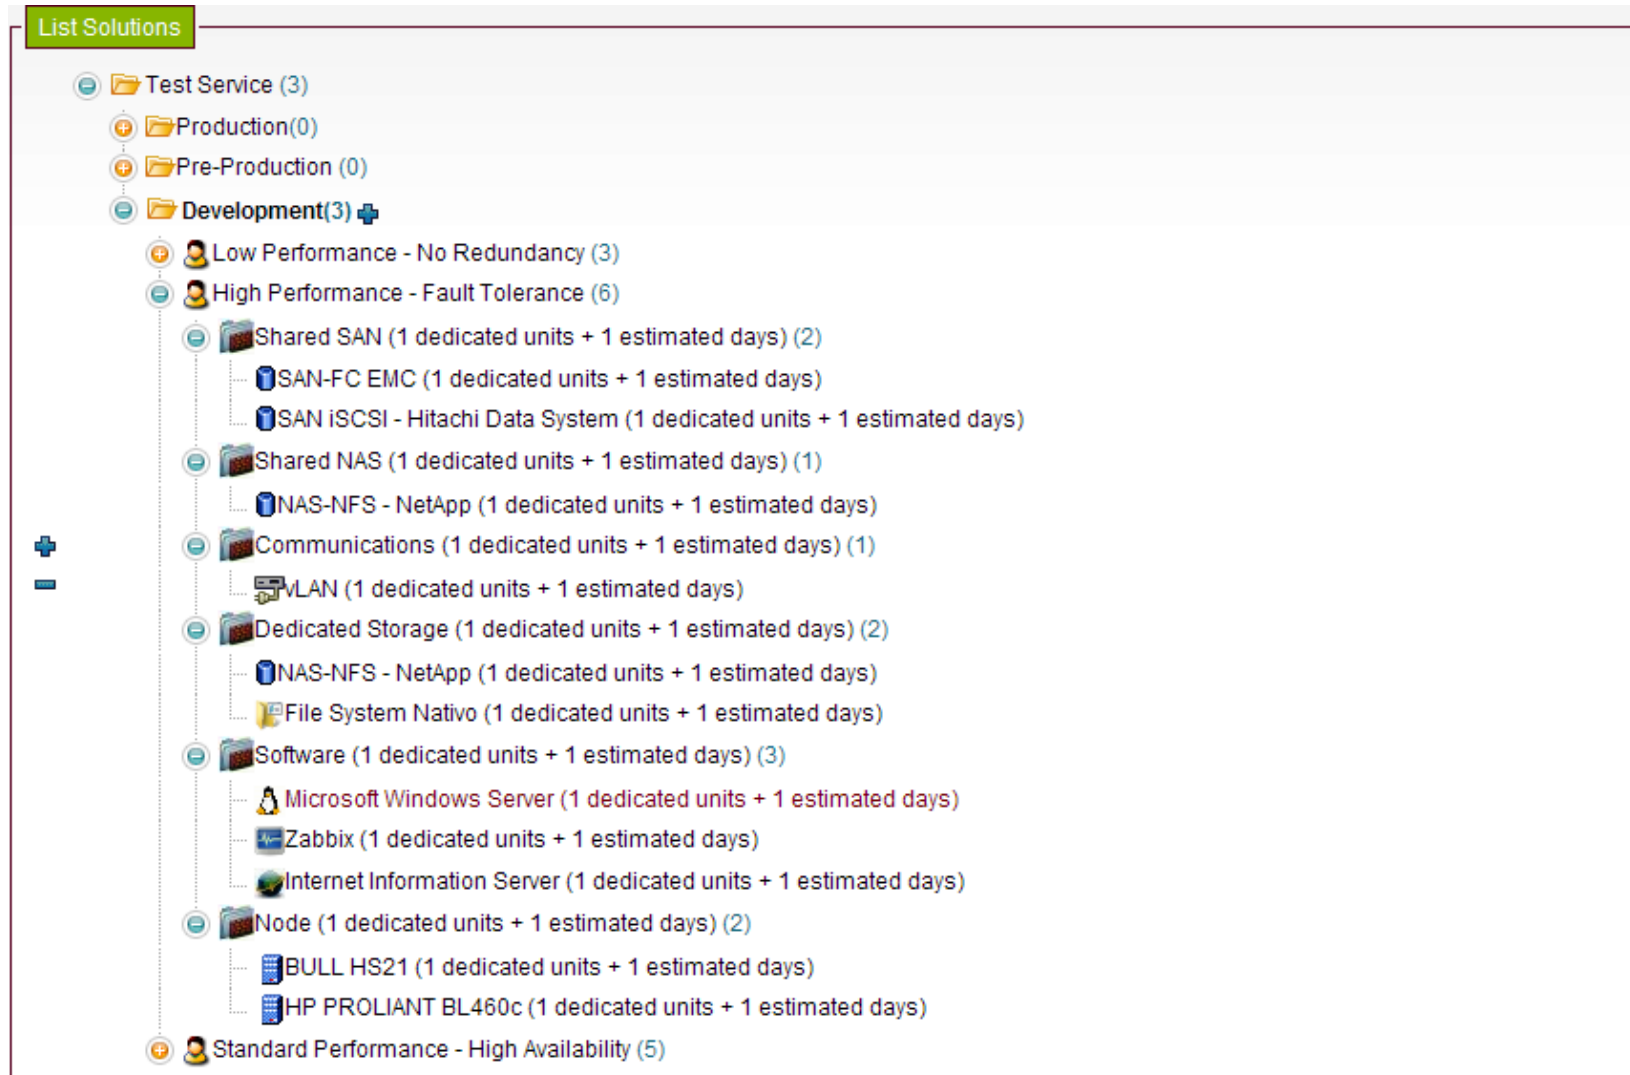 List Solutions
Test Service (3)
Production(0)
Pre-Production (0)
Development(3)
Low Performance - No Redundancy (3)
High Performance - Fault Tolerance (6)
Shared SAN (1 dedicated units + 1 estimated days) (2)
SAN-FC EMC (1 dedicated units + 1 estimated days)
SAN iSCSI - Hitachi Data System (1 dedicated units + 1 estimated days)
Shared NAS (1 dedicated units + 1 estimated days) (1)
NAS-NFS - NetApp (1 dedicated units + 1 estimated days)
Communications (1 dedicated units + 1 estimated days) (1)
vLAN (1 dedicated units + 1 estimated days)
Dedicated Storage (1 dedicated units + 1 estimated days) (2)
NAS-NFS - NetApp (1 dedicated units + 1 estimated days)
File System Nativo (1 dedicated units + 1 estimated days)
Software (1 dedicated units + 1 estimated days) (3)
Microsoft Windows Server (1 dedicated units + 1 estimated days)
Zabbix (1 dedicated units + 1 estimated days)
Internet Information Server (1 dedicated units + 1 estimated days)
Node (1 dedicated units + 1 estimated days) (2)
BULL HS21 (1 dedicated units + 1 estimated days)
HP PROLIANT BL460c (1 dedicated units + 1 estimated days)
Standard Performance - High Availability (5)